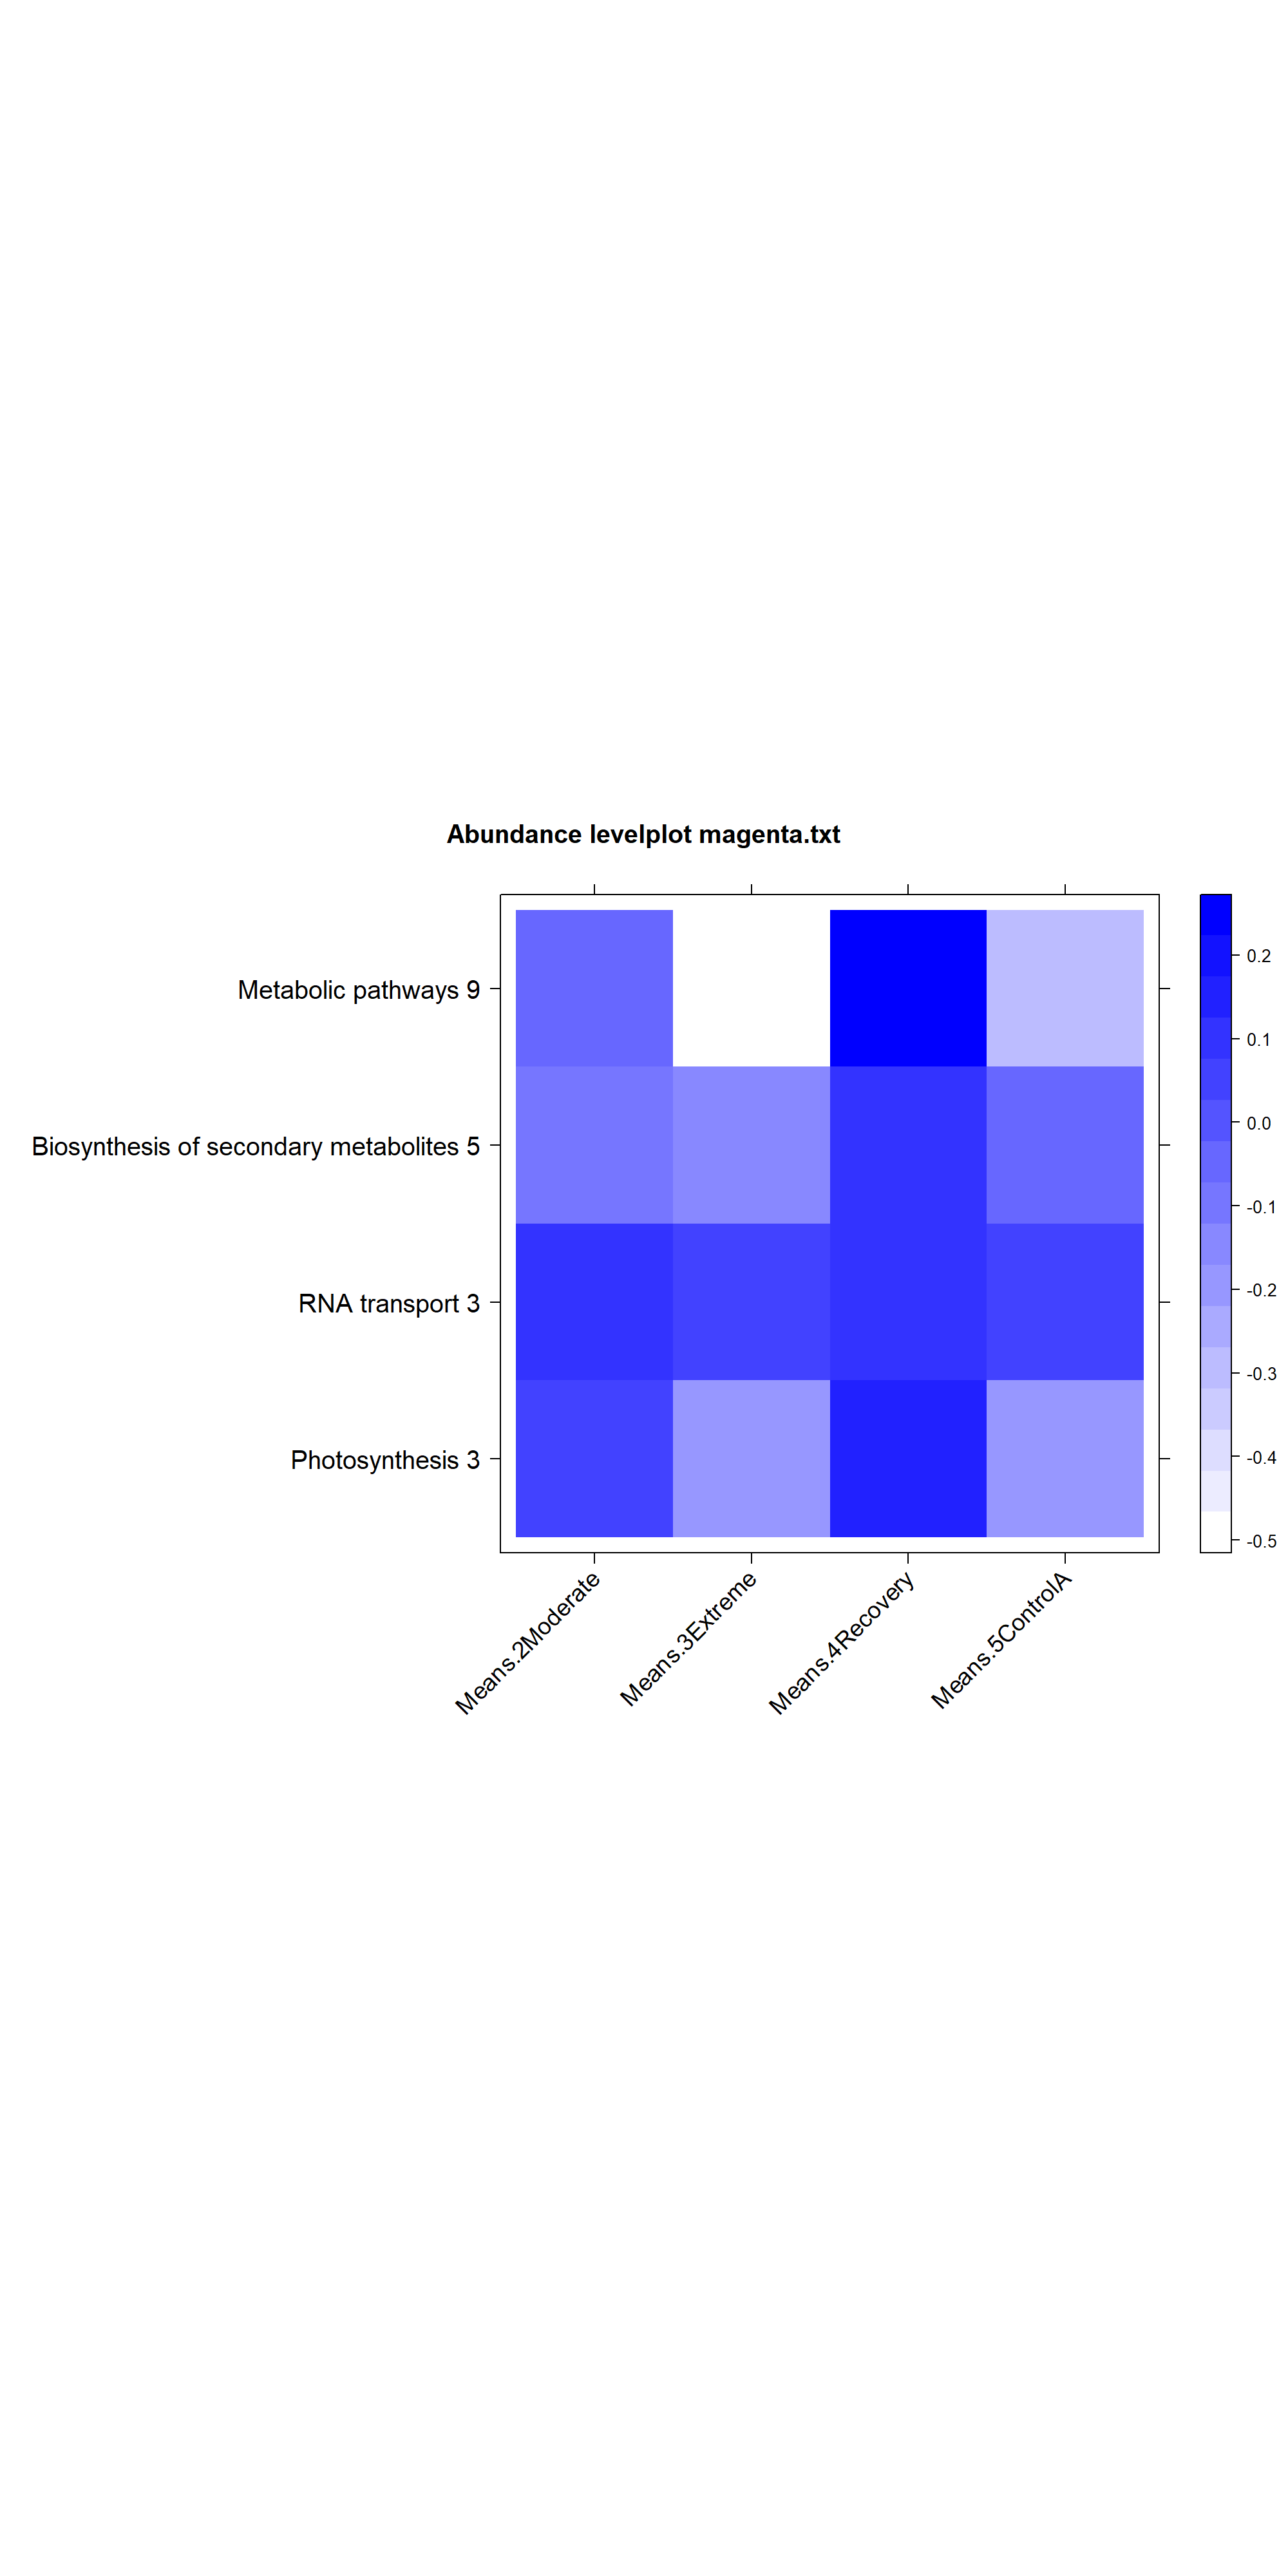 Abundance levelplot magenta.txt
Metabolic pathways 9
Biosynthesis of secondary metabolites 5
RNA transport 3
Photosynthesis 3
Means.2Moderate
Means.3Extreme
Means.4Recovery
Means.5ControlA
0.2
0.1
0.0
-0.1
-0.2
-0.3
-0.4
-0.5